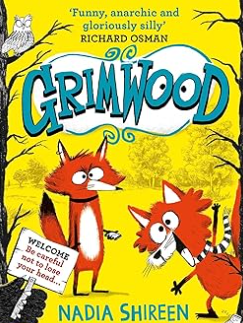 'Funny, anarchic and
gloriously silly'
RICHARD OSMAN
GRIMWOOD
WELCOME
Be careful
not to lose
your head...
NADIA SHIREEN